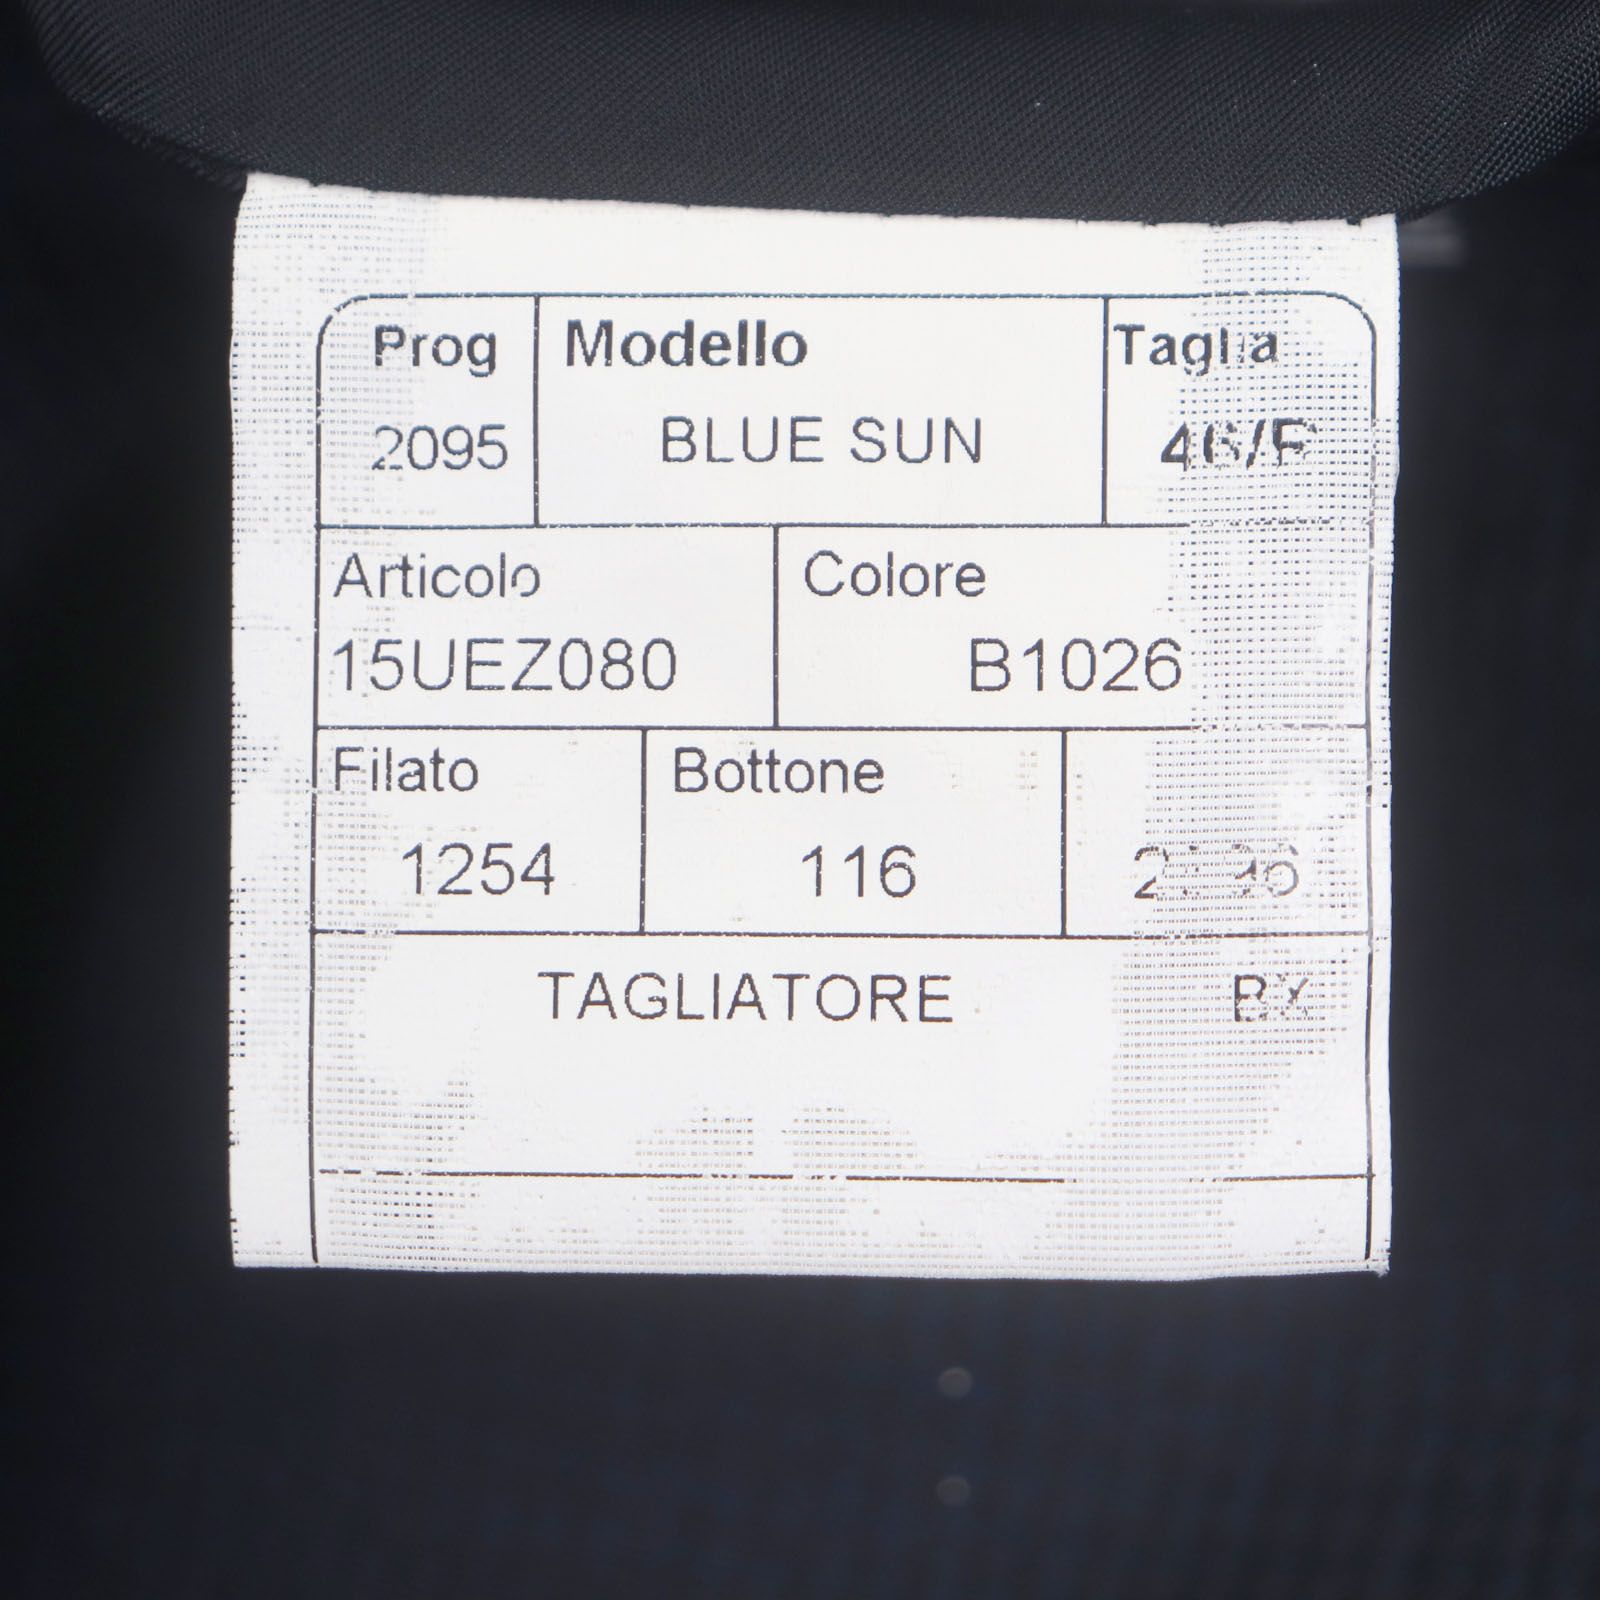 Prog Modello Taglia
2095 BLUE SUN
Articolo Colore
15UEZ080 B1026
Filato Bottone
1254 116
TAGLIATORE